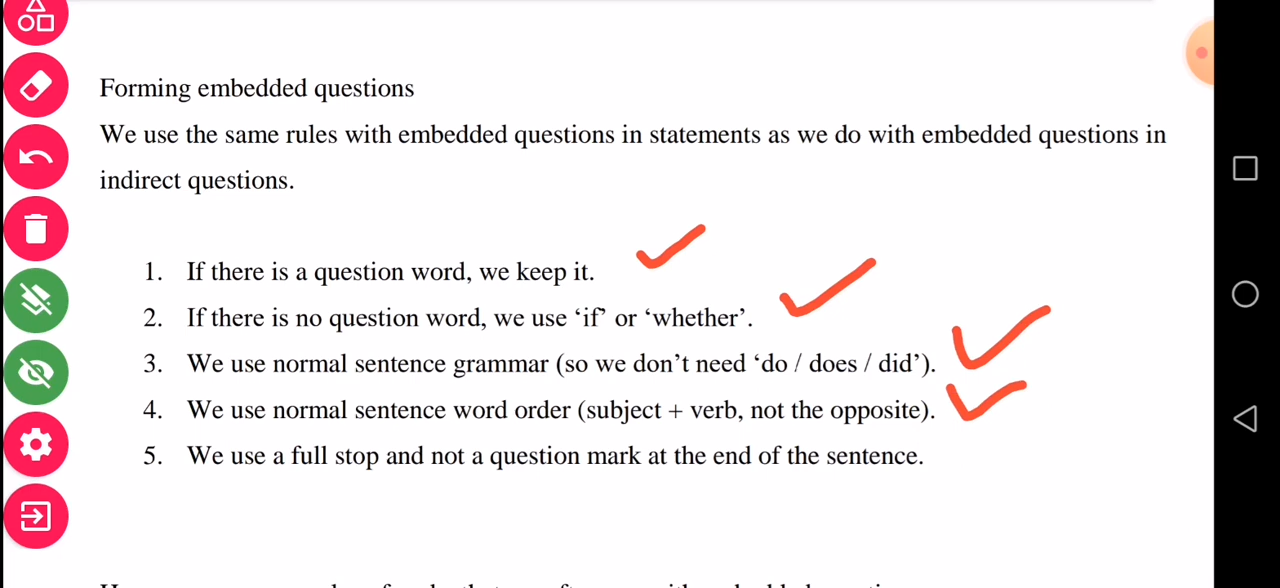 Forming embedded questions
We use the same rules with embedded questions in statements as we do with embedded questions in
indirect questions.
1. If there is a question word, we keep it.
2. If there is no question word, we use ‘if’ or ‘whether’.
3. We use normal sentence grammar (so we don’t need ‘do / does / did’).
4. We use normal sentence word order (subject + verb, not the opposite).
5. We use a full stop and not a question mark at the end of the sentence.